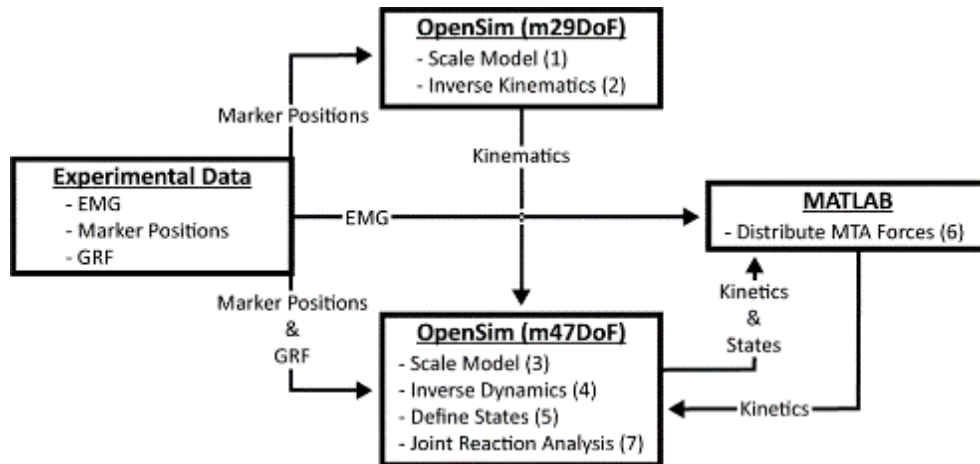 OpenSim (m29DoF)
- Scale Model (1)
- Inverse Kinematics (2)
Marker Positions
Kinematics
Experimental Data
- EMG
- Marker Positions
- GRF
EMG
MATLAB
- Distribute MTA Forces (6)
Marker Positions
&
GRF
OpenSim (m47DoF)
- Scale Model (3)
- Inverse Dynamics (4)
- Define States (5)
- Joint Reaction Analysis (7)
Kinetics
&
States
Kinetics